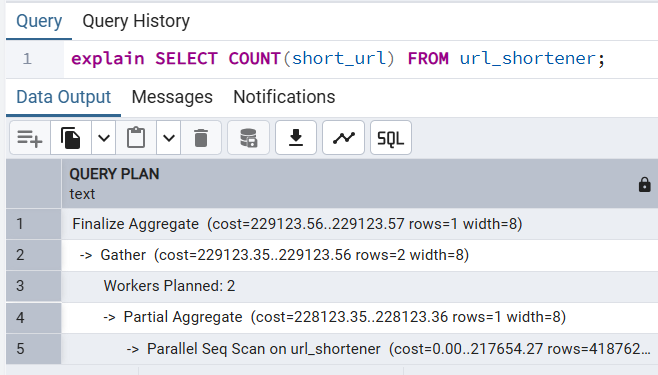 Query Query History
1 explain SELECT COUNT(short_url) FROM url_shortener;
Data Output Messages Notifications
SQL
QUERY PLAN
text
1 Finalize Aggregate (cost=229123.56..229123.57 rows=1 width=8)
2 -> Gather (cost=229123.35..229123.56 rows=2 width=8)
3 Workers Planned: 2
4 -> Partial Aggregate (cost=228123.35..228123.36 rows=1 width=8)
5 -> Parallel Seq Scan on url_shortener (cost=0.00..217654.27 rows=418762...